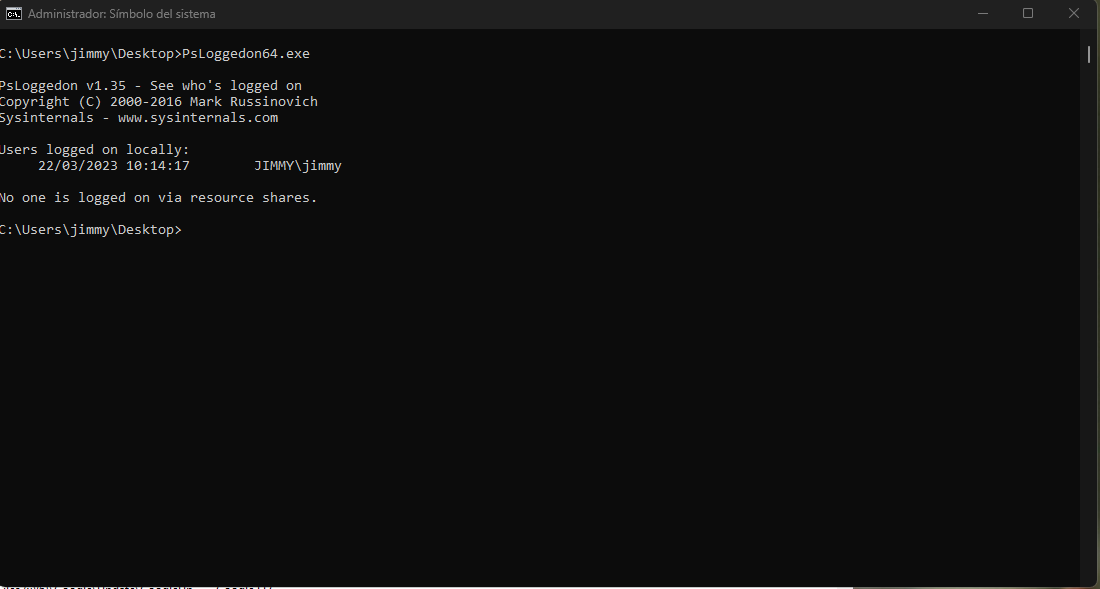 Administrador: Símbolo del sistema
C:\Users\jimmy\Desktop>PsLoggedon64.exe
PsLoggedon v1.35 - See who's logged on
Copyright (C) 2000-2016 Mark Russinovich
Sysinternals - www.sysinternals.com
Users logged on locally:
22/03/2023 10:14:17 JIMMY\jimmy
No one is logged on via resource shares.
C:\Users\jimmy\Desktop>